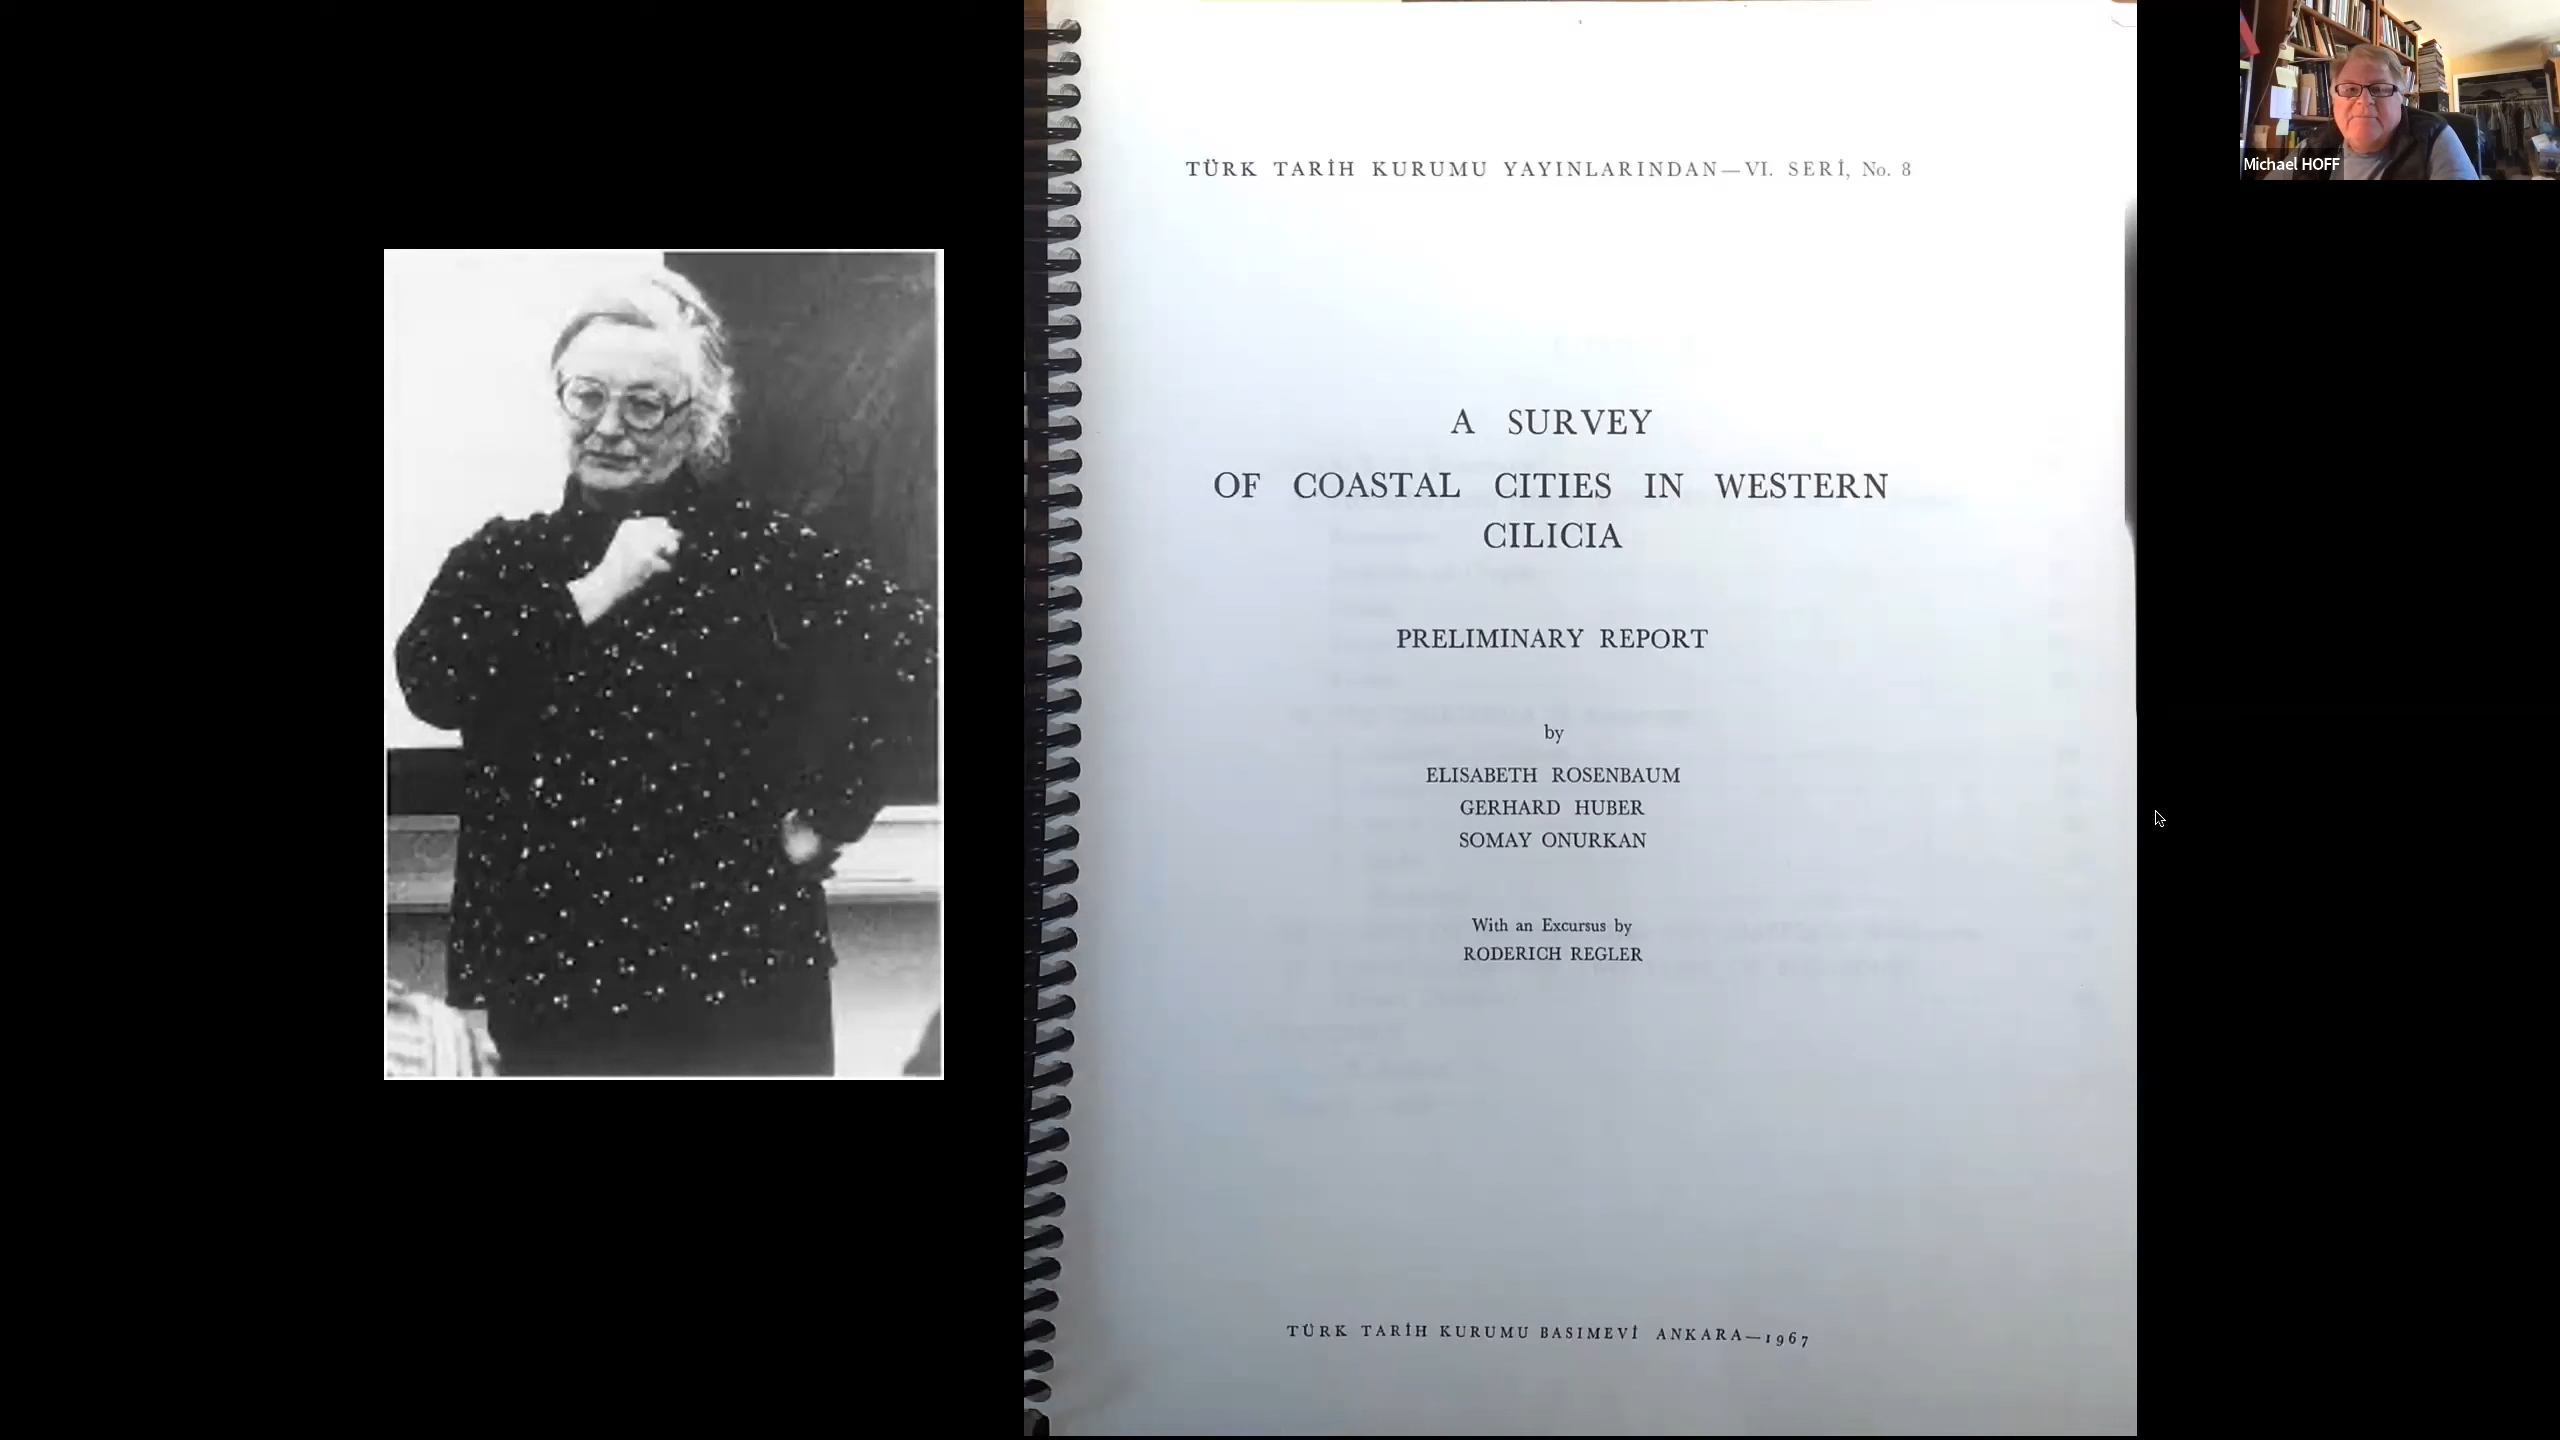 TÜRK TARİH KURUMU YAYINLARINDAN—VI. SERİ, No. 8
A SURVEY
OF COASTAL CITIES IN WESTERN
CILICIA
PRELIMINARY REPORT
by
ELISABETH ROSENBAUM
GERHARD HUBER
SOMAY ONURKAN
With an Excursus by
RODERICH REGLER
TÜRK TARİH KURUMU BASIMEVİ ANKARA—1967
Michael HOFF